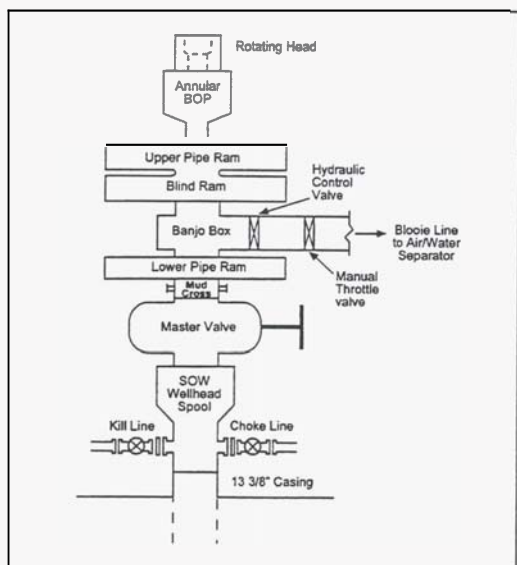 Rotating Head
Annular
BOP
Upper Pipe Ram
Hydraulic
Control
Valve
Blind Ram
Banjo Box
Blooie Line
to Air/Water
Separator
Lower Pipe Ram
Manual
Throttle
valve
Mud
Cross
Master Valve
SOW
Wellhead
Spool
Kill Line
Choke Line
13 3/8" Casing